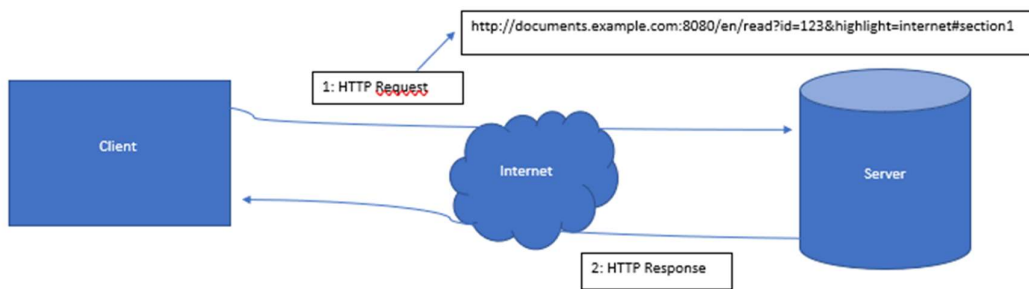 http://documents.example.com:8080/en/read?id=123&highlight=internet#section1
1: HTTP Request
Client
Internet
Server
2: HTTP Response